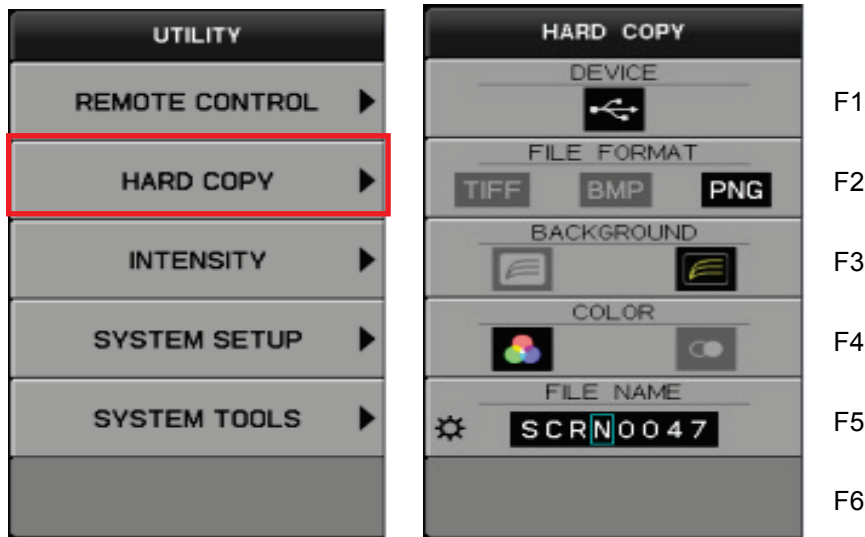 UTILITY
REMOTE CONTROL
HARD COPY
INTENSITY
SYSTEM SETUP
SYSTEM TOOLS
HARD COPY
DEVICE
FILE FORMAT
TIFF BMP PNG
BACKGROUND
COLOR
FILE NAME
SCRN0047
F1
F2
F3
F4
F5
F6